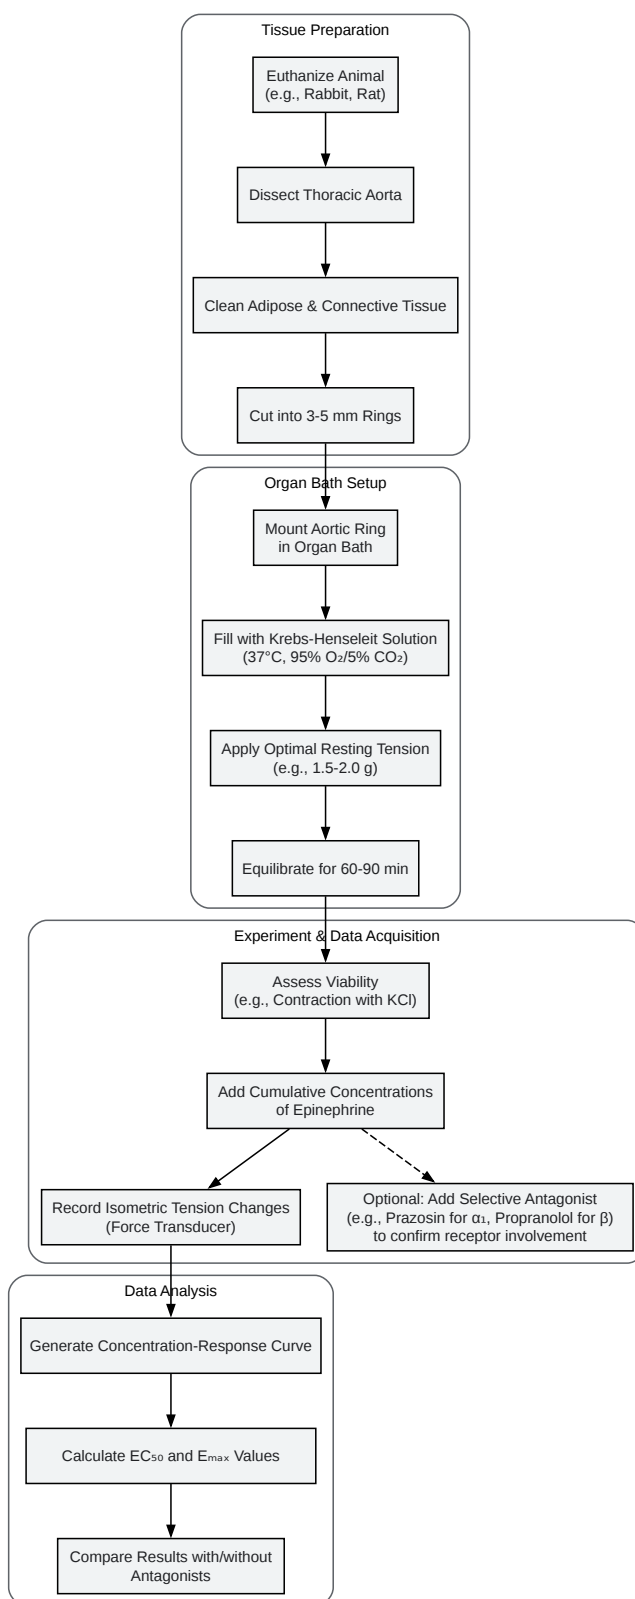 Tissue Preparation
Euthanize Animal
(e.g., Rabbit, Rat)
Dissect Thoracic Aorta
Clean Adipose & Connective Tissue
Cut into 3-5 mm Rings
Organ Bath Setup
Mount Aortic Ring
in Organ Bath
Fill with Krebs-Henseleit Solution
(37°C, 95% O₂/5% CO₂)
Apply Optimal Resting Tension
(e.g., 1.5-2.0 g)
Equilibrate for 60-90 min
Experiment & Data Acquisition
Assess Viability
(e.g., Contraction with KCl)
Add Cumulative Concentrations
of Epinephrine
Record Isometric Tension Changes
(Force Transducer)
Optional: Add Selective Antagonist
(e.g., Prazosin for α₁, Propranolol for β)
to confirm receptor involvement
Data Analysis
Generate Concentration-Response Curve
Calculate EC₅₀ and Eₘₐₓ Values
Compare Results with/without
Antagonists